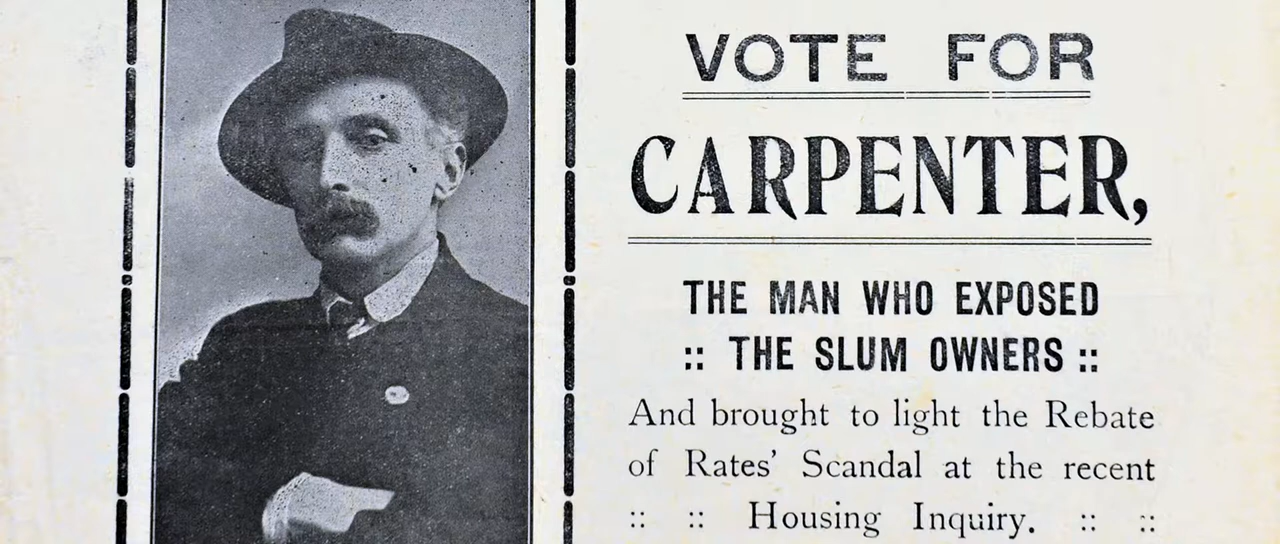 VOTE FOR
CARPENTER,
THE MAN WHO EXPOSED
:: THE SLUM OWNERS ::
And brought to light the Rebate
of Rates' Scandal at the recent
:: :: Housing Inquiry. :: ::